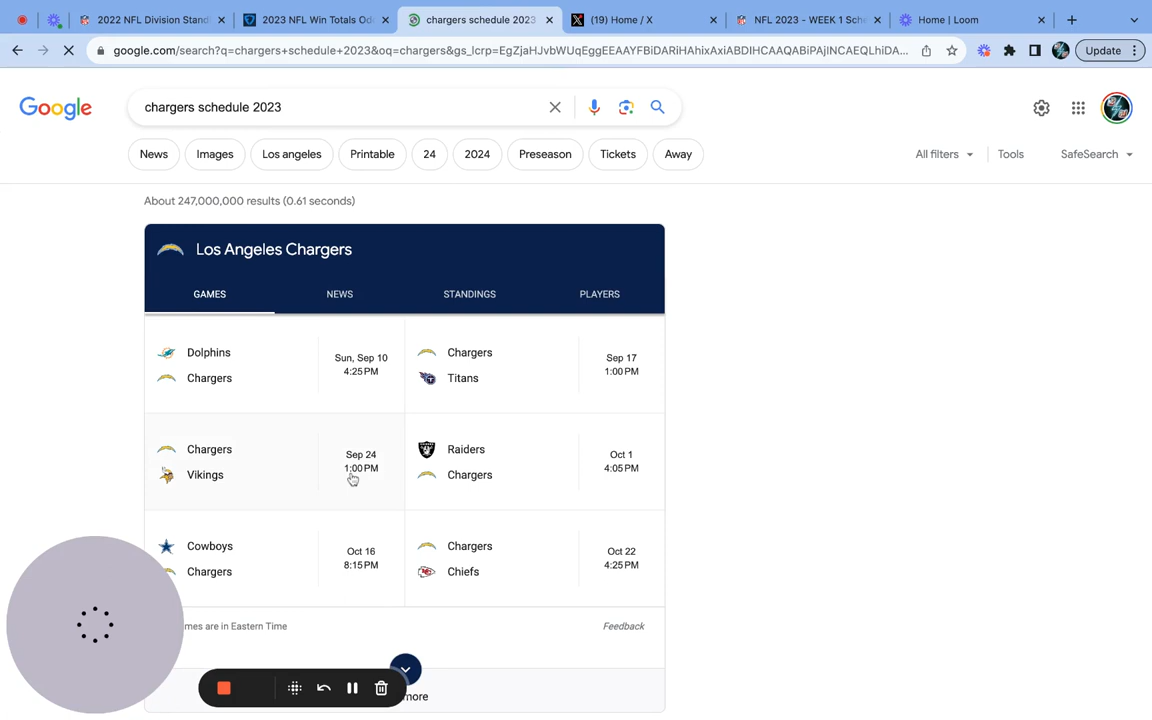 2022 NFL Division Stand
2023 NFL Win Totals Od
chargers schedule 2023
(19) Home / X
NFL 2023 - WEEK 1 Sch
Home | Loom
google.com/search?q=chargers+schedule+2023&oq=chargers&gs_lcrp=EgZjaHJvbWUqEggEEAAYFBiDARiHAhixAxiABDIHCAAQABiPAjINCAEQLhiDA...
Update
Google
chargers schedule 2023
News
Images
Los angeles
Printable
24
2024
Preseason
Tickets
Away
All filters
Tools
SafeSearch
About 247,000,000 results (0.61 seconds)
Los Angeles Chargers
GAMES
NEWS
STANDINGS
PLAYERS
Dolphins
Chargers
Sun, Sep 10
4:25 PM
Chargers
Titans
Sep 17
1:00 PM
Chargers
Vikings
Sep 24
1:00 PM
Raiders
Chargers
Oct 1
4:05 PM
Cowboys
Chargers
Oct 16
8:15 PM
Chargers
Chiefs
Oct 22
4:25 PM
mes are in Eastern Time
Feedback
more